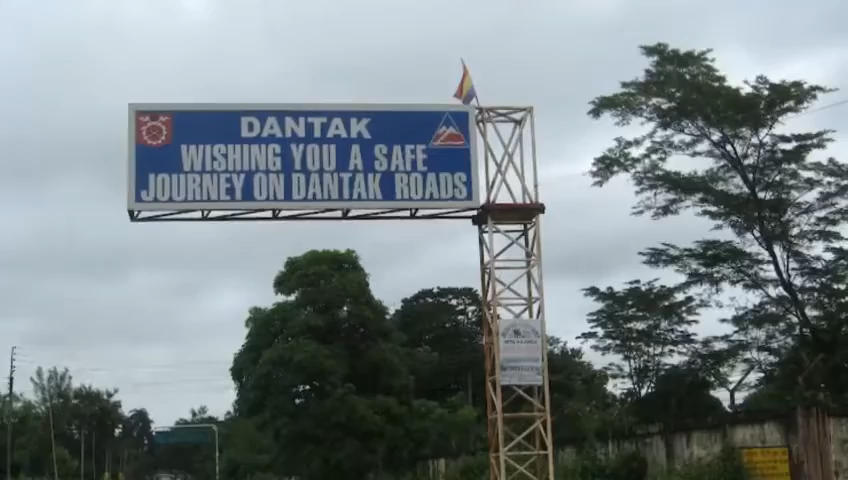 DANTAK
WISHING YOU A SAFE
JOURNEY ON DANTAK ROADS